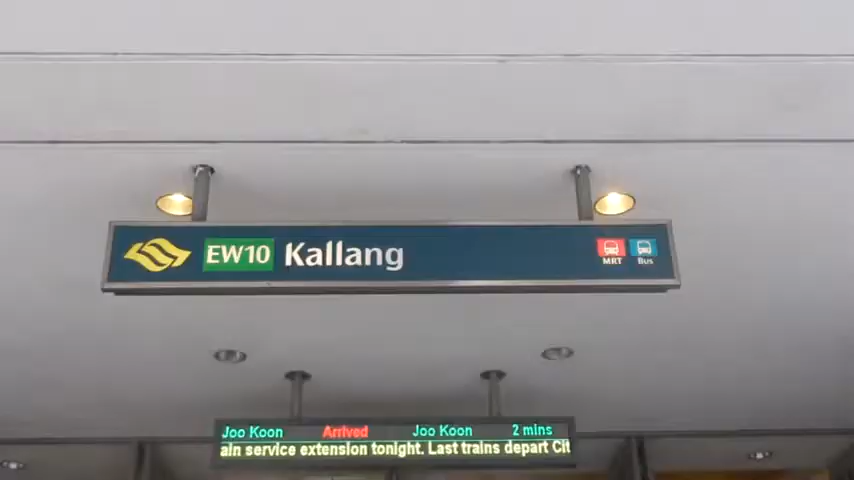 EW10 Kallang
MRT Bus
Joo Koon Arrived Joo Koon 2 mins
ain service extension tonight. Last trains depart Cit